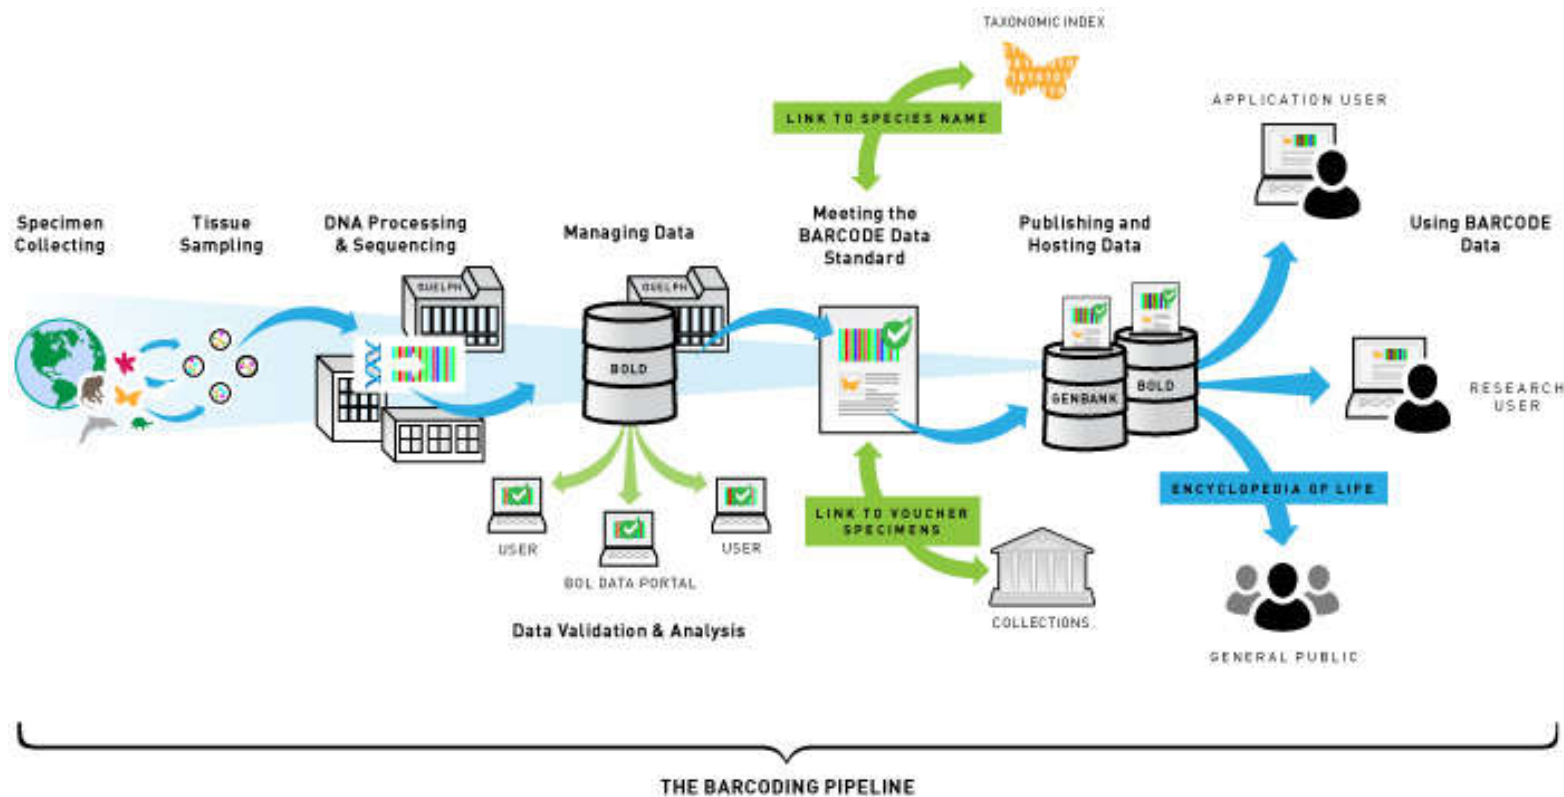 TAXONOMIC INDEX
LINK TO SPECIES NAME
APPLICATION USER
Specimen
Collecting
Tissue
Sampling
DNA Processing
& Sequencing
Managing Data
Meeting the
BARCODE Data
Standard
Publishing and
Hosting Data
Using BARCODE
Data
GUELPH
GUELPH
BOLD
GENBANK
BOLD
RESEARCH
USER
ENCYCLOPEDIA OF LIFE
LINK TO VOUCHER
SPECIMENS
USER
BOL DATA PORTAL
USER
Data Validation & Analysis
COLLECTIONS
GENERAL PUBLIC
THE BARCODING PIPELINE